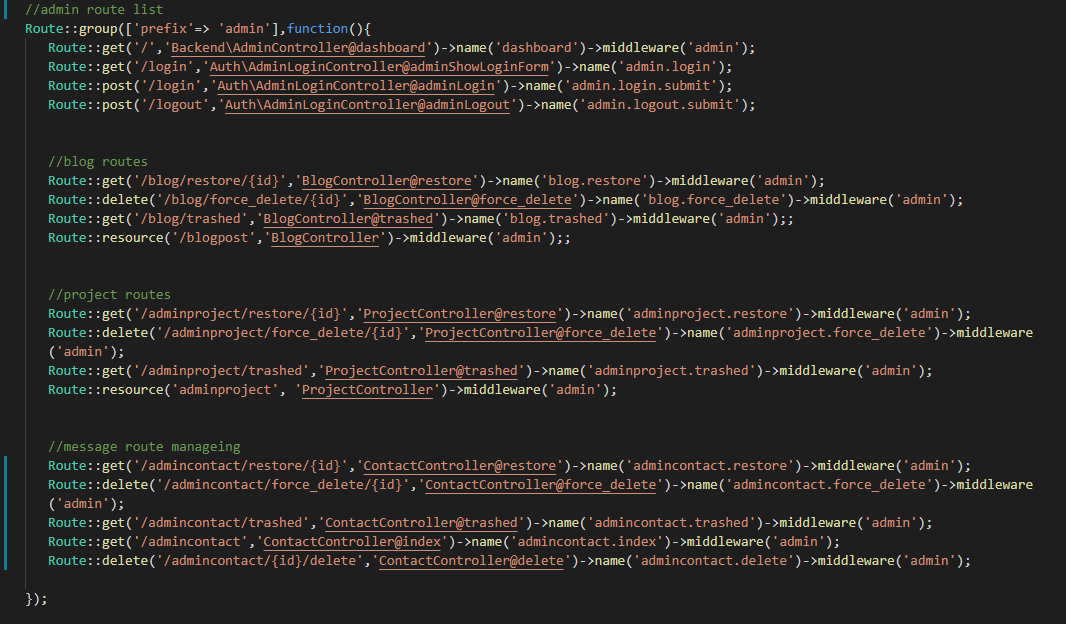 //admin route list
Route::group(['prefix'=> 'admin'],function(){
Route::get('/','Backend\AdminController@dashboard')->name('dashboard')->middleware('admin');
Route::get('/login','Auth\AdminLoginController@adminShowLoginForm')->name('admin.login');
Route::post('/login','Auth\AdminLoginController@adminLogin')->name('admin.login.submit');
Route::post('/logout','Auth\AdminLoginController@adminLogout')->name('admin.logout.submit');
//blog routes
Route::get('/blog/restore/{id}','BlogController@restore')->name('blog.restore')->middleware('admin');
Route::delete('/blog/force_delete/{id}','BlogController@force_delete')->name('blog.force_delete')->middleware('admin');
Route::get('/blog/trashed','BlogController@trashed')->name('blog.trashed')->middleware('admin');;
Route::resource('/blogpost','BlogController')->middleware('admin');;
//project routes
Route::get('/adminproject/restore/{id}','ProjectController@restore')->name('adminproject.restore')->middleware('admin');
Route::delete('/adminproject/force_delete/{id}','ProjectController@force_delete')->name('adminproject.force_delete')->middleware
('admin');
Route::get('/adminproject/trashed','ProjectController@trashed')->name('adminproject.trashed')->middleware('admin');
Route::resource('adminproject', 'ProjectController')->middleware('admin');
//message route manageing
Route::get('/admincontact/restore/{id}','ContactController@restore')->name('admincontact.restore')->middleware('admin');
Route::delete('/admincontact/force_delete/{id}','ContactController@force_delete')->name('admincontact.force_delete')->middleware
('admin');
Route::get('/admincontact/trashed','ContactController@trashed')->name('admincontact.trashed')->middleware('admin');
Route::get('/admincontact','ContactController@index')->name('admincontact.index')->middleware('admin');
Route::delete('/admincontact/{id}/delete','ContactController@delete')->name('admincontact.delete')->middleware('admin');
});